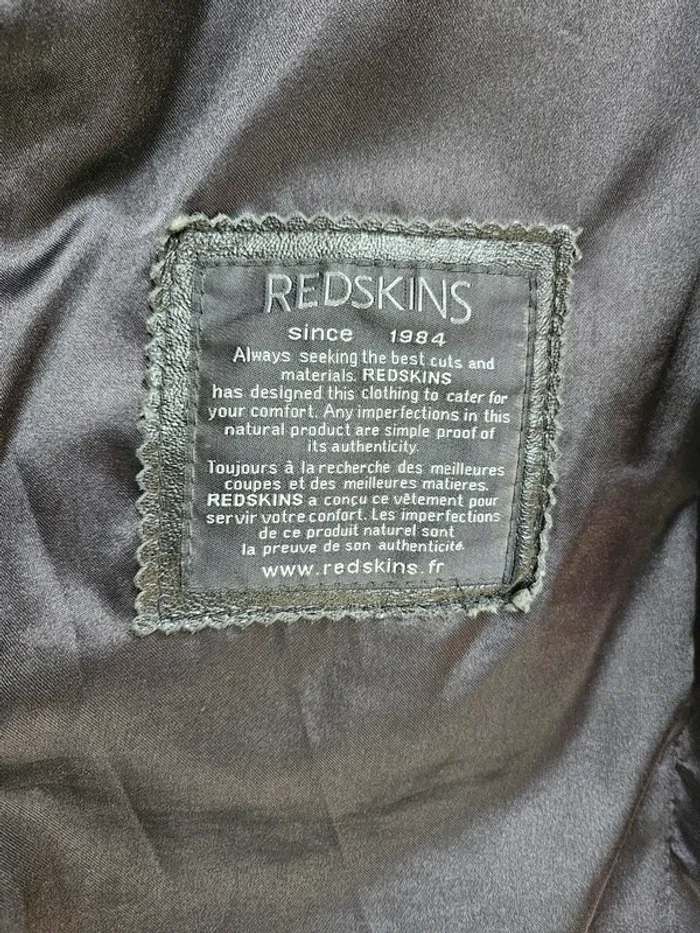 REDSKINS
since 1984
Always seeking the best cuts and
materials. REDSKINS
has designed this clothing to cater for
your comfort. Any imperfections in this
natural product are simple proof of
its authenticity.
Toujours à la recherche des meilleures
coupes et des meilleures matieres.
REDSKINS a conçu ce vêtement pour
servir votre confort. Les imperfections
de ce produit naturel sont
la preuve de son authenticité.
www.redskins.fr